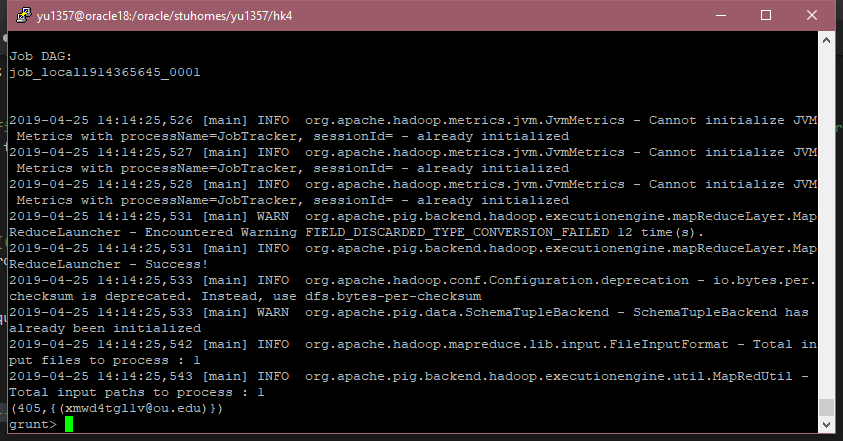 yu1357@oracle18:/oracle/stuhomes/yu1357/hk4
Job DAG:
job_local1914365645_0001
2019-04-25 14:14:25,526 [main] INFO  org.apache.hadoop.metrics.jvm.JvmMetrics - Cannot initialize JVM
Metrics with processName=JobTracker, sessionId= - already initialized
2019-04-25 14:14:25,527 [main] INFO  org.apache.hadoop.metrics.jvm.JvmMetrics - Cannot initialize JVM
Metrics with processName=JobTracker, sessionId= - already initialized
2019-04-25 14:14:25,528 [main] INFO  org.apache.hadoop.metrics.jvm.JvmMetrics - Cannot initialize JVM
Metrics with processName=JobTracker, sessionId= - already initialized
2019-04-25 14:14:25,531 [main] WARN  org.apache.pig.backend.hadoop.executionengine.mapReduceLayer.Map
ReduceLauncher - Encountered Warning FIELD_DISCARDED_TYPE_CONVERSION_FAILED 12 time(s).
2019-04-25 14:14:25,531 [main] INFO  org.apache.pig.backend.hadoop.executionengine.mapReduceLayer.Map
ReduceLauncher - Success!
2019-04-25 14:14:25,533 [main] INFO  org.apache.hadoop.conf.Configuration.deprecation - io.bytes.per.
checksum is deprecated. Instead, use dfs.bytes-per-checksum
2019-04-25 14:14:25,533 [main] WARN  org.apache.pig.data.SchemaTupleBackend - SchemaTupleBackend has
already been initialized
2019-04-25 14:14:25,542 [main] INFO  org.apache.hadoop.mapreduce.lib.input.FileInputFormat - Total in
put files to process : 1
2019-04-25 14:14:25,543 [main] INFO  org.apache.pig.backend.hadoop.executionengine.util.MapRedUtil -
Total input paths to process : 1
(405,{(xmwd4tgl1v@ou.edu)})
grunt>